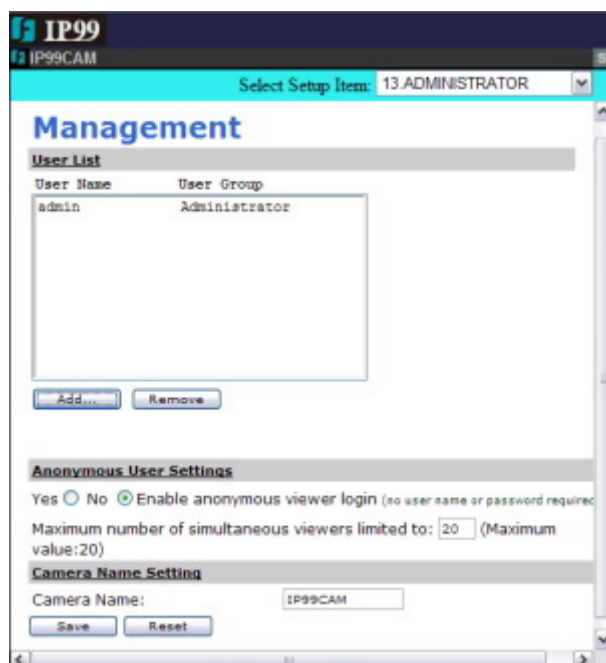 IP99
IP99CAM
S
Select Setup Item: 13.ADMINISTRATOR
Management
User List
User Name User Group
admin Administrator
Add... Remove
Anonymous User Settings
Yes No Enable anonymous viewer login (no user name or password required
Maximum number of simultaneous viewers limited to: 20 (Maximum
value:20)
Camera Name Setting
Camera Name: IP99CAM
Save Reset